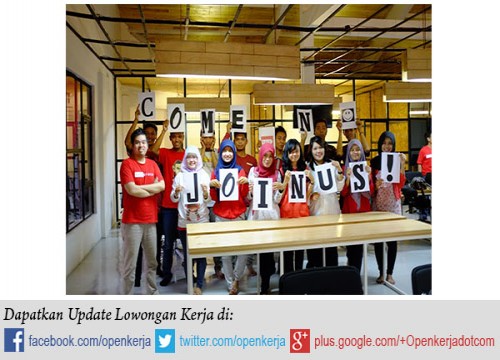 COME N
JOIN US!
Dapatkan Update Lowongan Kerja di:
facebook.com/openkerja twitter.com/openkerja plus.google.com/+Openkerjadotcom